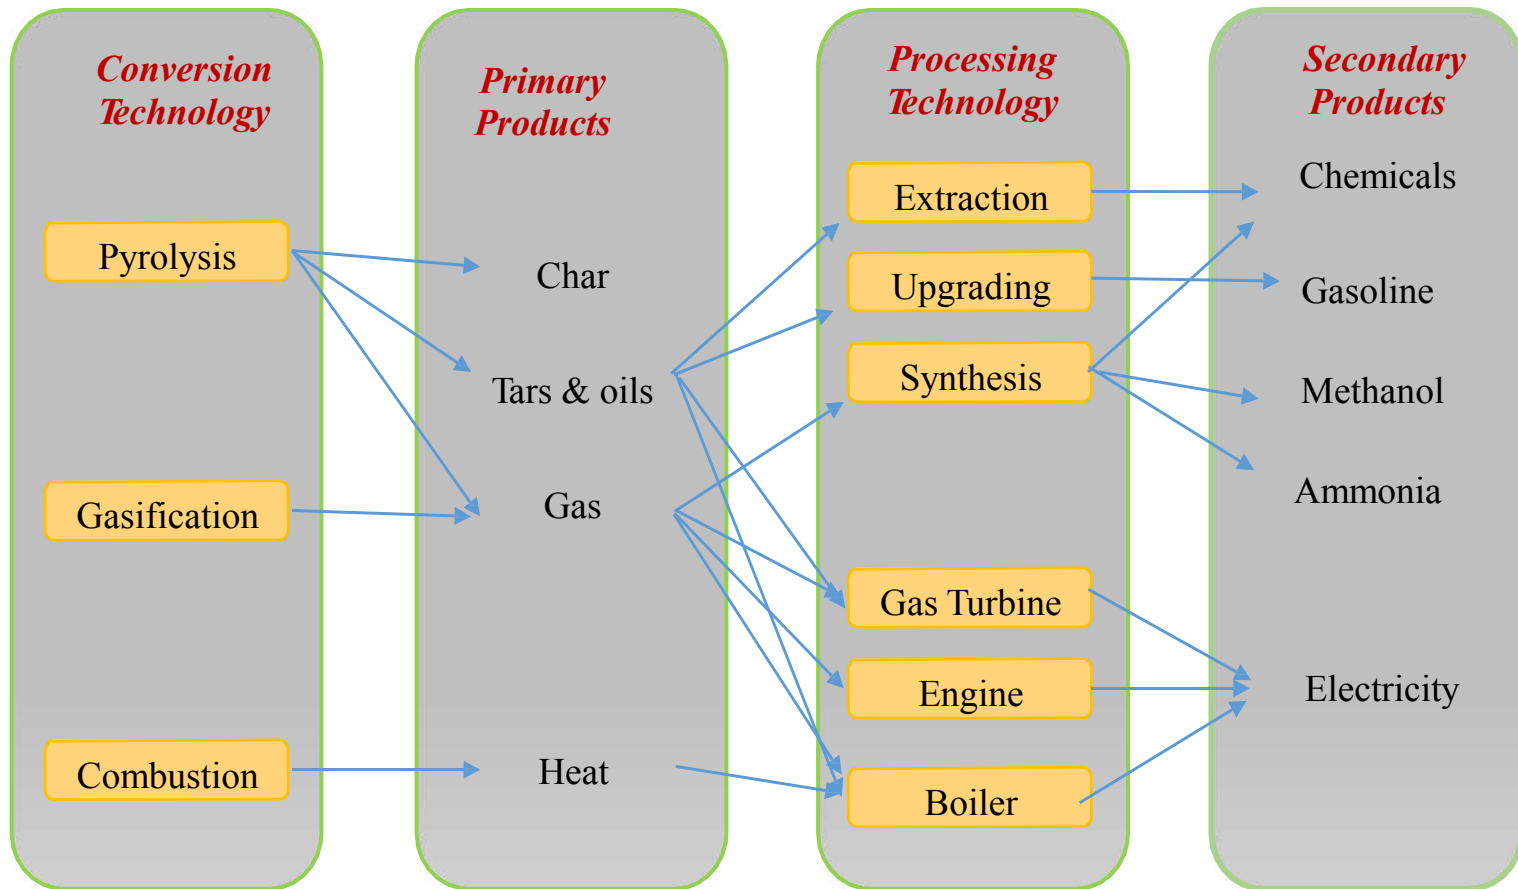 Conversion
Technology
Pyrolysis
Gasification
Combustion
Primary
Products
Char
Tars & oils
Gas
Heat
Processing
Technology
Extraction
Upgrading
Synthesis
Gas Turbine
Engine
Boiler
Secondary
Products
Chemicals
Gasoline
Methanol
Ammonia
Electricity